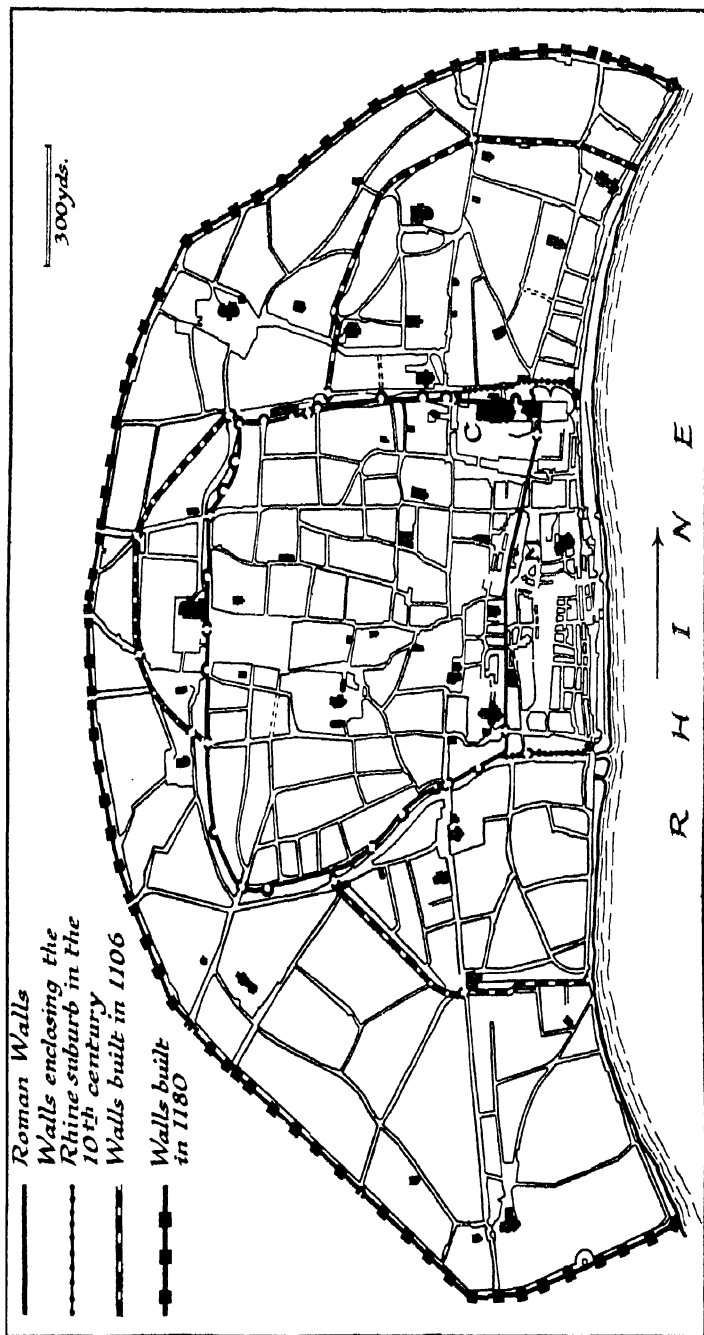 Roman Walls
Walls enclosing the
Rhine suburb in the
10th century
Walls built in 1106
Walls built
in 1180
300yds.
C
RHINE